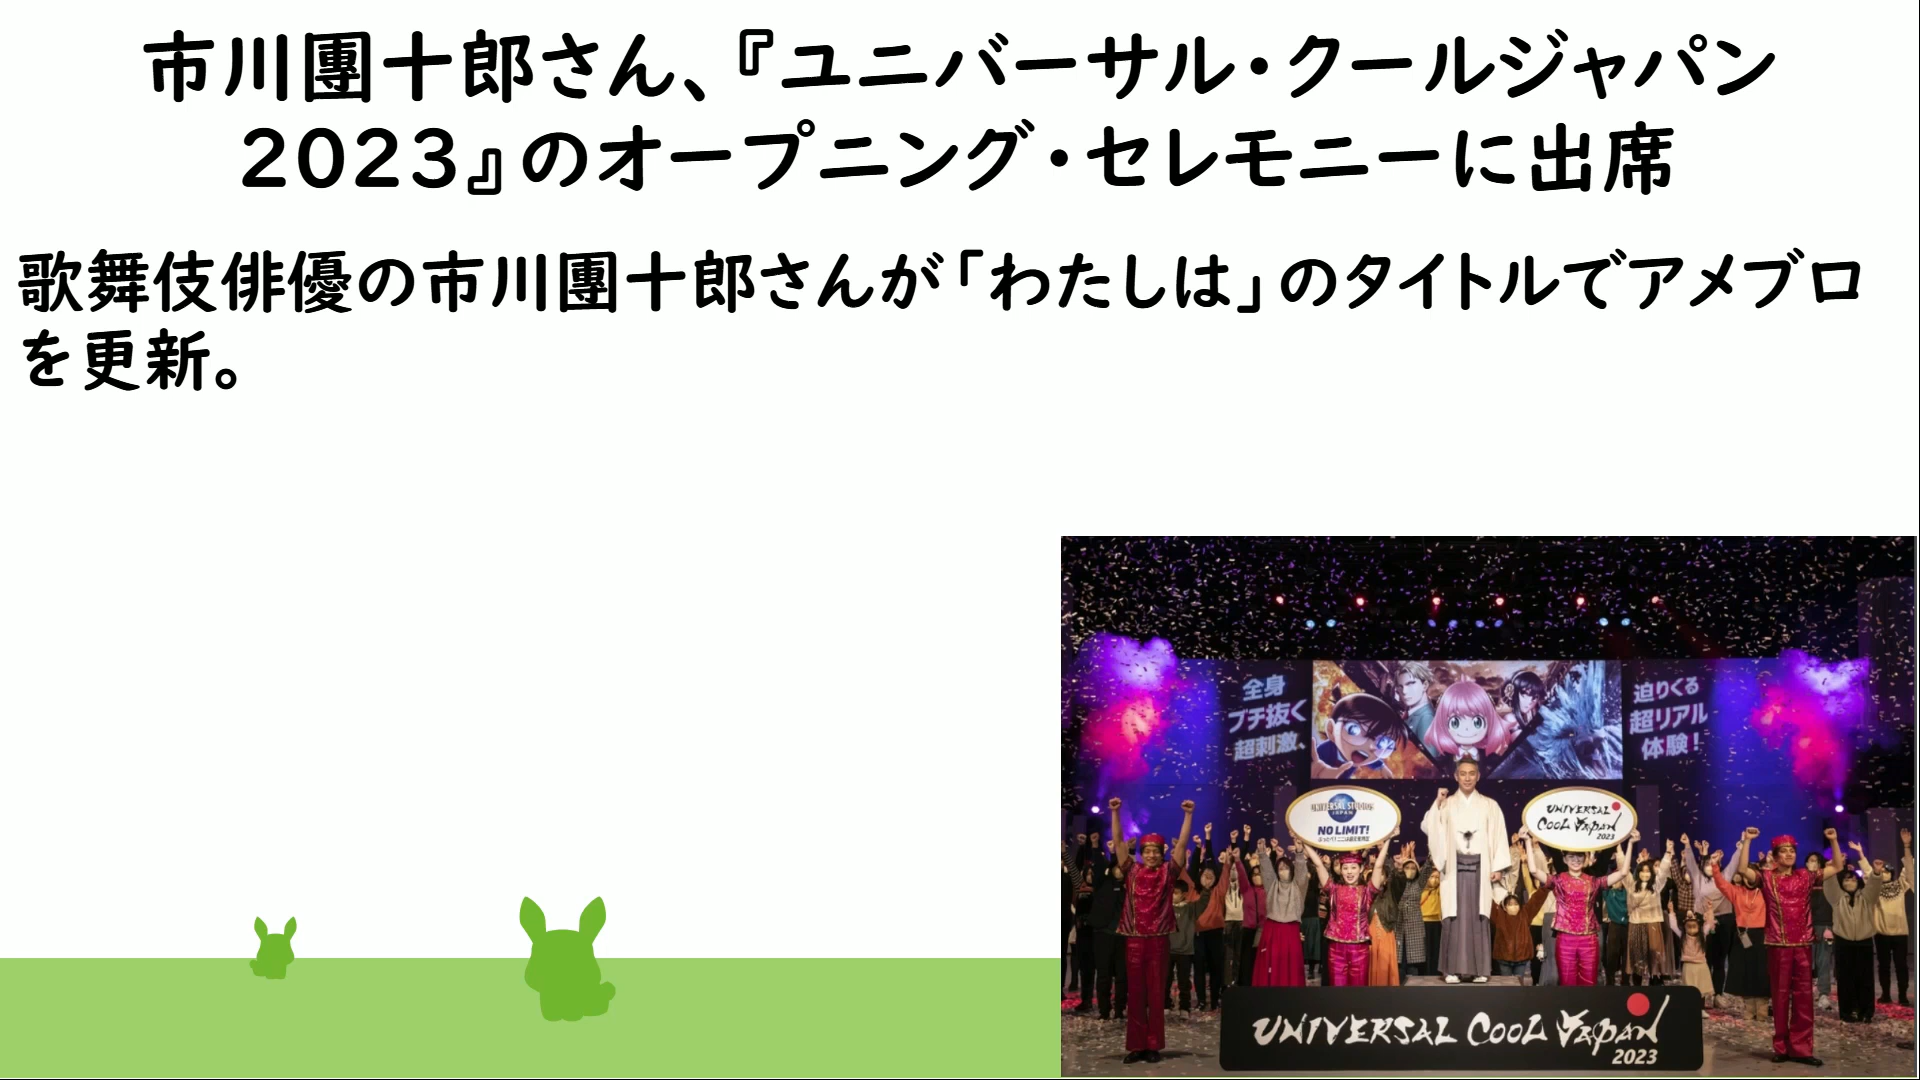 市川團十郎さん、『ユニバーサル・クールジャパン
2023』のオープニング・セレモニーに出席
歌舞伎俳優の市川團十郎さんが「わたしは」のタイトルでアメブロ
を更新。
全身
ブチ抜く
超刺激、
迫りくる
超リアル
体験!
UNIVERSAL STUDIOS
JAPAN
NO LIMIT!
UNIVERSAL
COOL JAPAN
2023
UNIVERSAL COOL JAPAN
2023